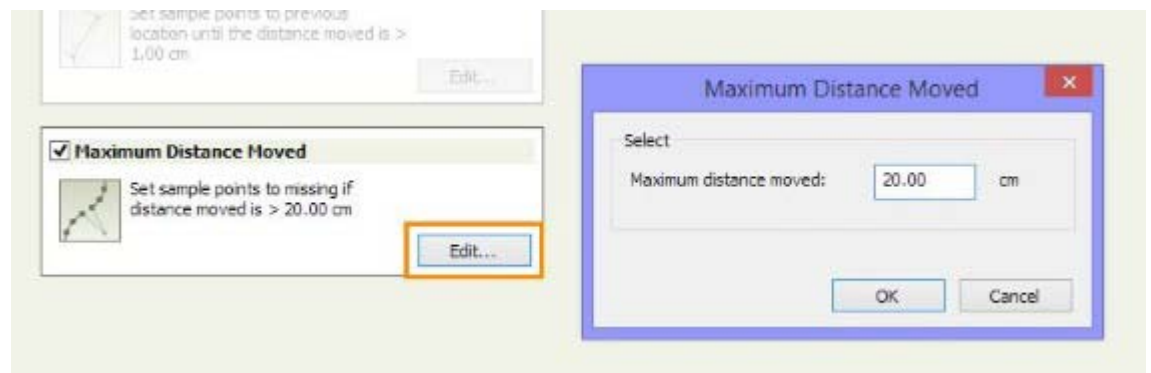 Set sample points to previous
location until the distance moved is >
1.00 cm
Edit...
Maximum Distance Moved
Set sample points to missing if
distance moved is > 20.00 cm
Edit...
Maximum Distance Moved
Select
Maximum distance moved: 20.00 cm
OK Cancel